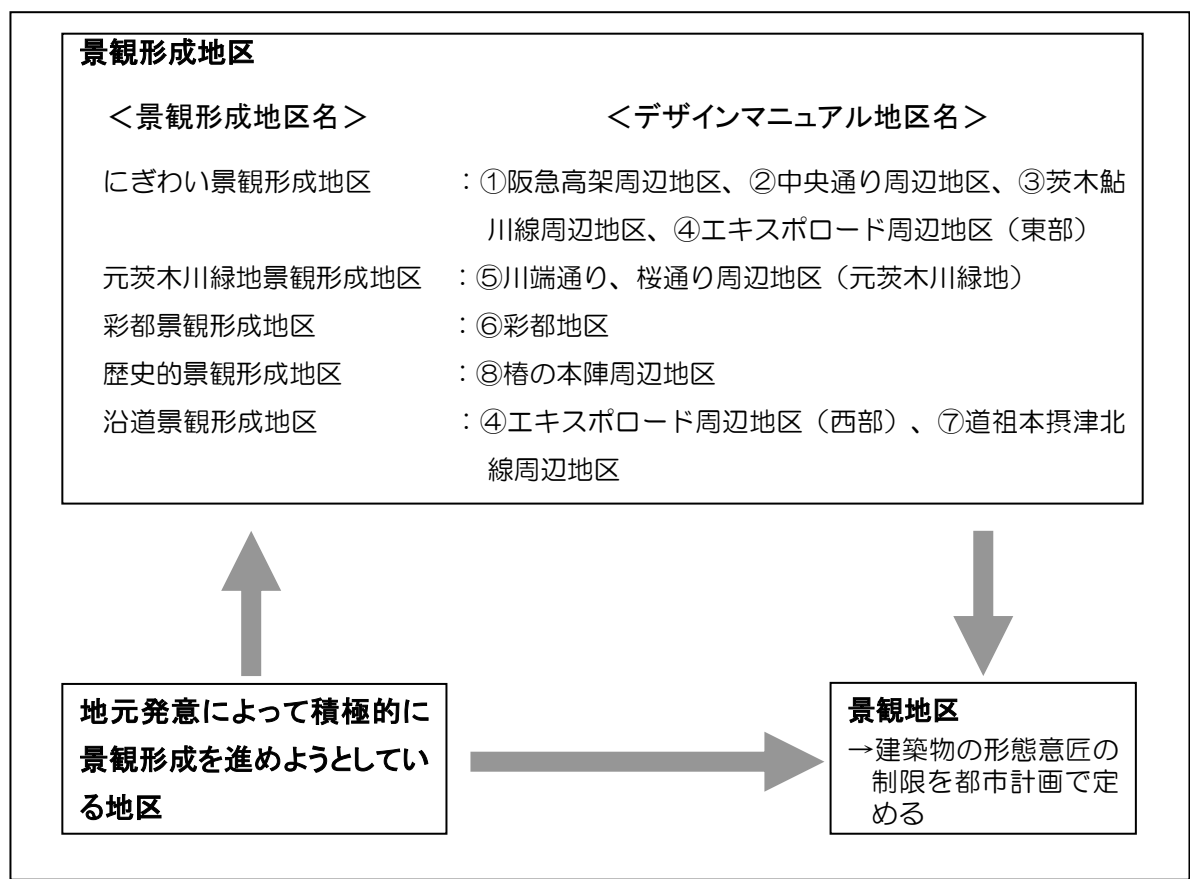 景観形成地区
＜景観形成地区名＞ ＜デザインマニュアル地区名＞
にぎわい景観形成地区 ：①阪急高架周辺地区、②中央通り周辺地区、③茨木鮎
川線周辺地区、④エキスポロード周辺地区（東部）
元茨木川緑地景観形成地区 ：⑤川端通り、桜通り周辺地区（元茨木川緑地）
彩都景観形成地区 ：⑥彩都地区
歴史的景観形成地区 ：⑧椿の本陣周辺地区
沿道景観形成地区 ：④エキスポロード周辺地区（西部）、⑦道祖本摂津北
線周辺地区
地元発意によって積極的に
景観形成を進めようとしてい
る地区
景観地区
→建築物の形態意匠の
制限を都市計画で定
める